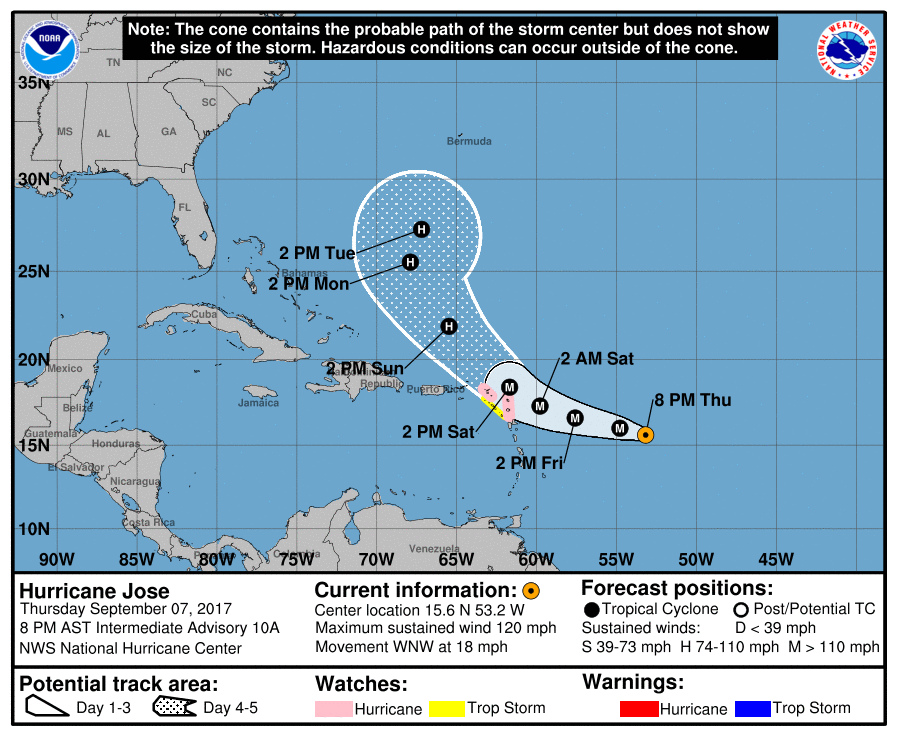 Note: The cone contains the probable path of the storm center but does not show
the size of the storm. Hazardous conditions can occur outside of the cone.
NOAA
NATIONAL WEATHER SERVICE
TN
NC
35N
SC
MS
AL
GA
Bermuda
30N
FL
H
2 PM Tue
H
25N
Bahamas
2 PM Mon
Cuba
H
20N
2 AM Sat
Mexico
2 PM Sun
Republic
Puerto Rico
M
8 PM Thu
Jamaica
M
Belize
M
M
2 PM Sat
Guatemala
15N
Honduras
El Salvador
2 PM Fri
Nicaragua
Costa Rica
10N
Venezuela
Colombia
90W
85W
80W
75W
70W
65W
60W
55W
50W
45W
Hurricane Jose
Thursday September 07, 2017
8 PM AST Intermediate Advisory 10A
NWS National Hurricane Center
Current information:
Center location 15.6 N 53.2 W
Maximum sustained wind 120 mph
Movement WNW at 18 mph
Forecast positions:
Tropical Cyclone Post/Potential TC
Sustained winds: D < 39 mph
S 39-73 mph H 74-110 mph M > 110 mph
Potential track area:
Day 1-3 Day 4-5
Watches:
Hurricane Trop Storm
Warnings:
Hurricane Trop Storm